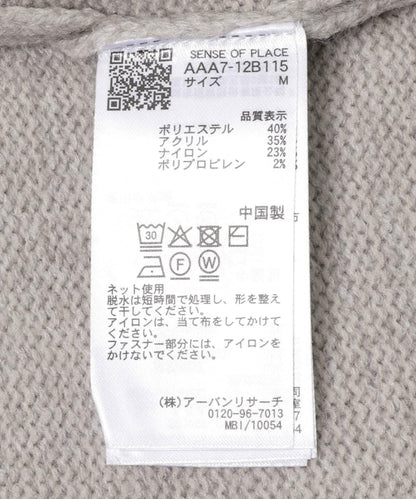 SENSE OF PLACE
AAA7-12B115
サイズ M
品質表示
ポリエステル 40%
アクリル 35%
ナイロン 23%
ポリプロピレン 2%
中国製
30
F W
ネット使用
脱水は短時間で処理し、形を整え
て干してください。
アイロンは、当て布をしてかけて
ください。
ファスナー部分には、アイロンを
かけないでください。
(株)アーバンリサーチ
0120-96-7013
MBI/10054